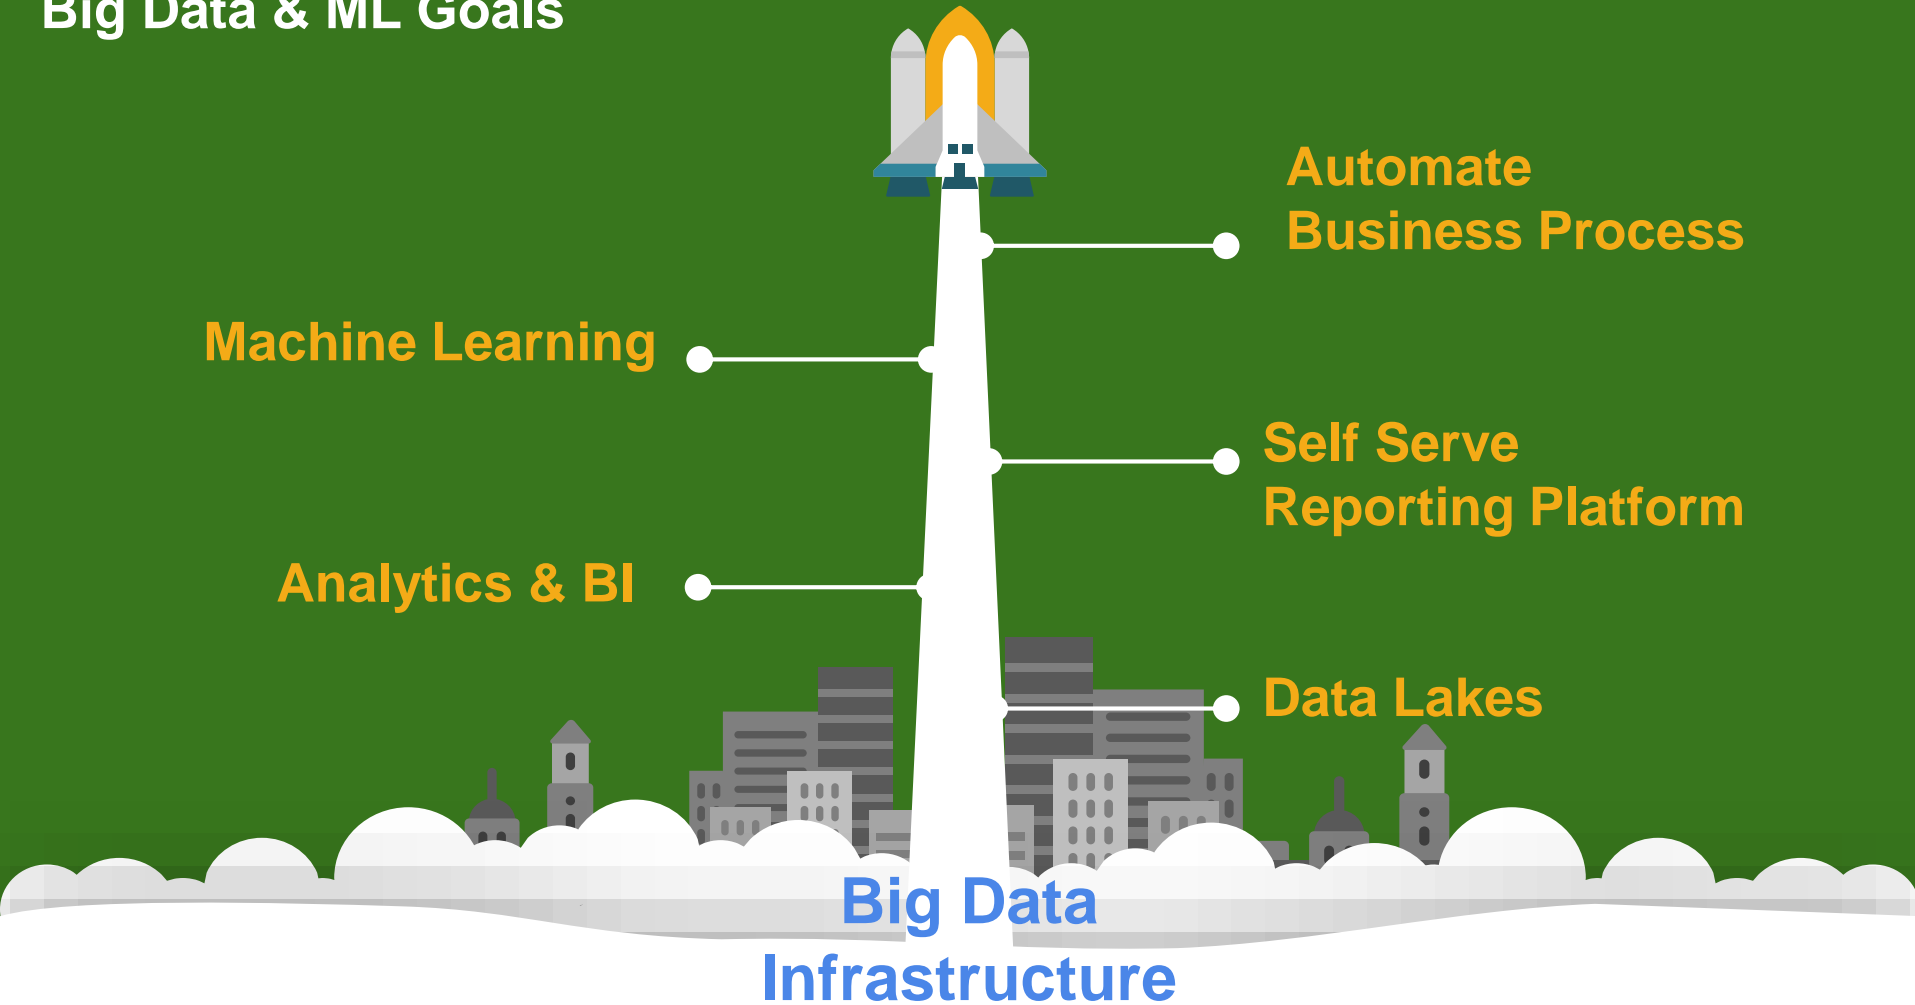 Big Data & ML Goals
Automate
Business Process
Machine Learning
Self Serve
Reporting Platform
Analytics & BI
Data Lakes
Big Data
Infrastructure